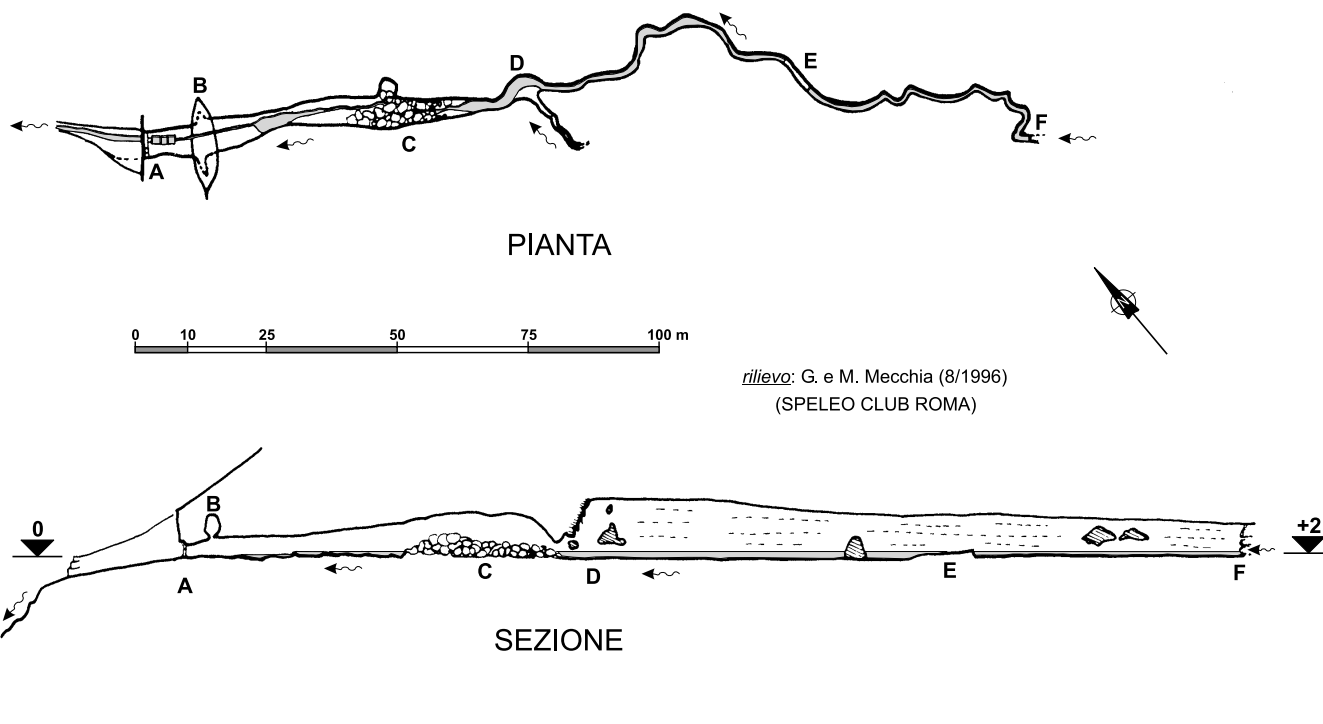 B
D
E
F
A
C
PIANTA
0 10 25 50 75 100 m
rilievo: G. e M. Mecchia (8/1996)
(SPELEO CLUB ROMA)
B
0
+2
A
C
D
E
F
SEZIONE